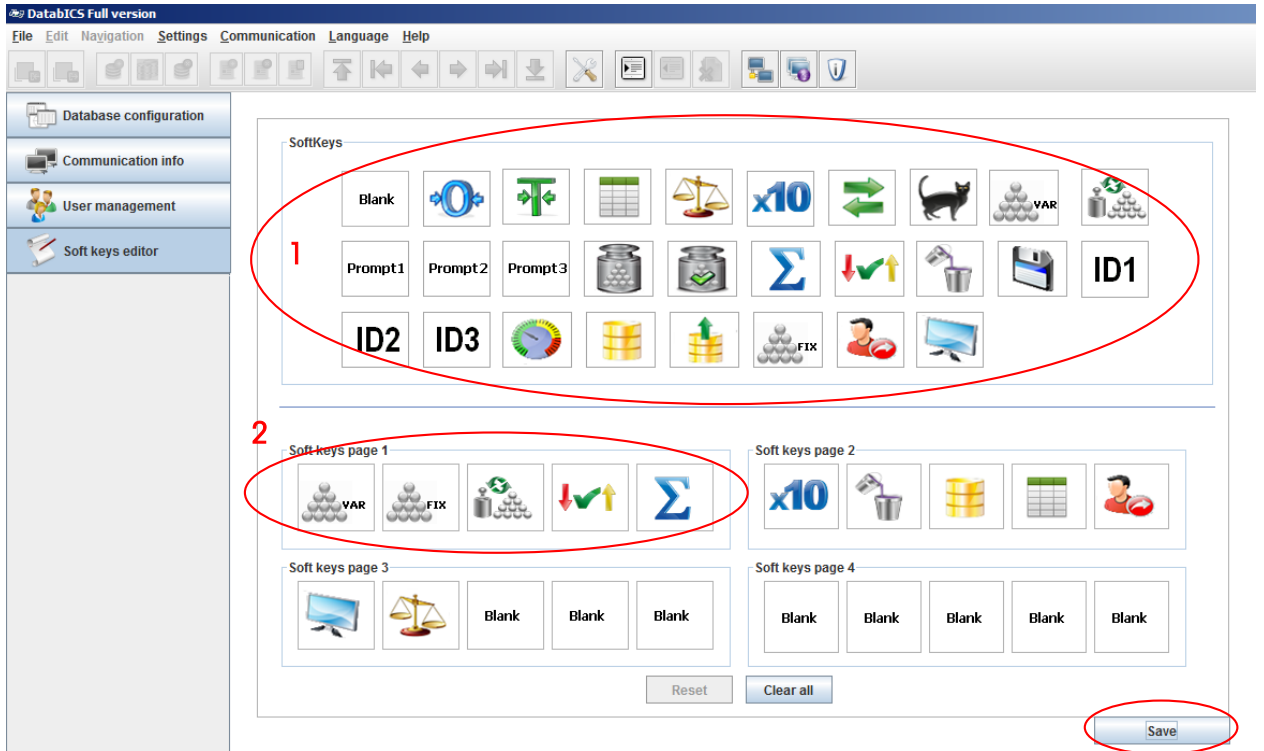 DatabICS Full version
File Edit Navigation Settings Communication Language Help
Database configuration
Communication info
User management
Soft keys editor
SoftKeys
Blank 0 x10 VAR
1 Prompt1 Prompt2 Prompt3 Σ ID1
ID2 ID3 FIX
2
Soft keys page 1 Soft keys page 2
VAR FIX Σ x10
Soft keys page 3 Soft keys page 4
Blank Blank Blank Blank Blank Blank Blank Blank
Reset Clear all
Save